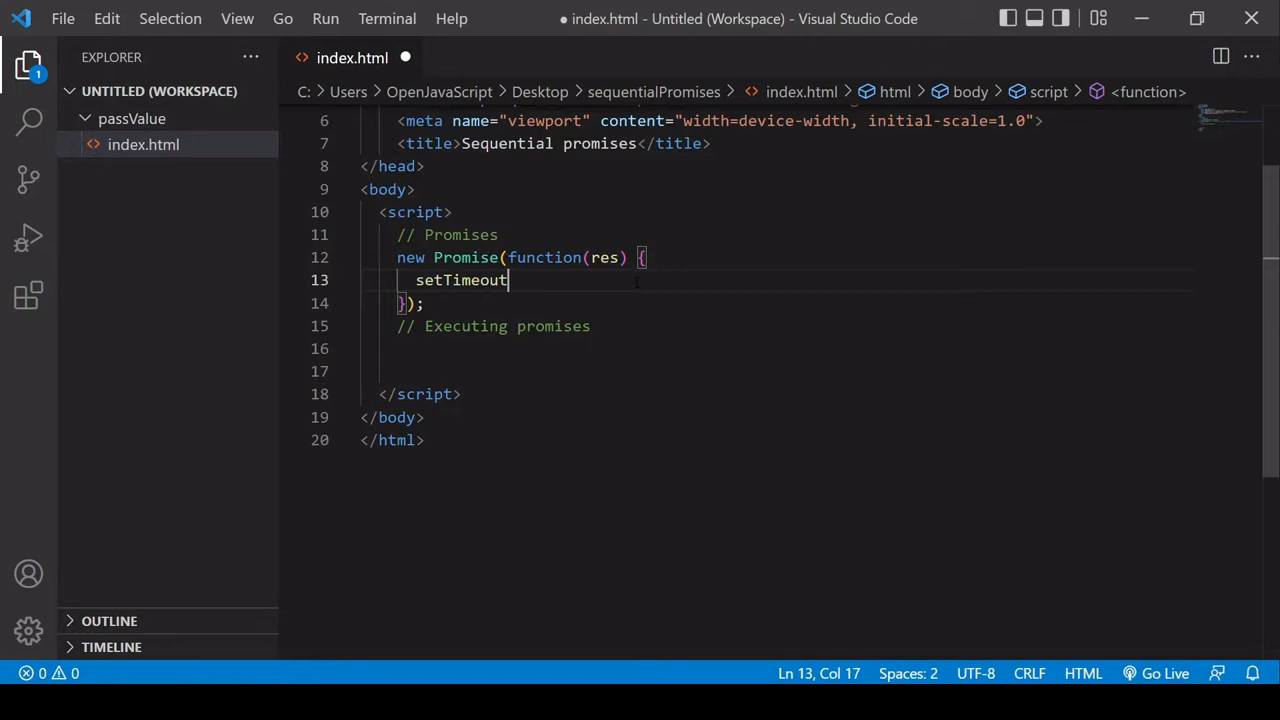 File Edit Selection View Go Run Terminal Help
● index.html - Untitled (Workspace) - Visual Studio Code
EXPLORER ...
index.html ●
UNTITLED (WORKSPACE)
C: > Users > OpenJavaScript > Desktop > sequentialPromises > index.html > html > body > script > <function>
passValue
index.html
1
6 <meta name="viewport" content="width=device-width, initial-scale=1.0">
7 <title>Sequential promises</title>
8 </head>
9 <body>
10 <script>
11 // Promises
12 new Promise(function(res) {
13 setTimeout
14 });
15 // Executing promises
16
17
18 </script>
19 </body>
20 </html>
OUTLINE
TIMELINE
0 0 Ln 13, Col 17 Spaces: 2 UTF-8 CRLF HTML Go Live